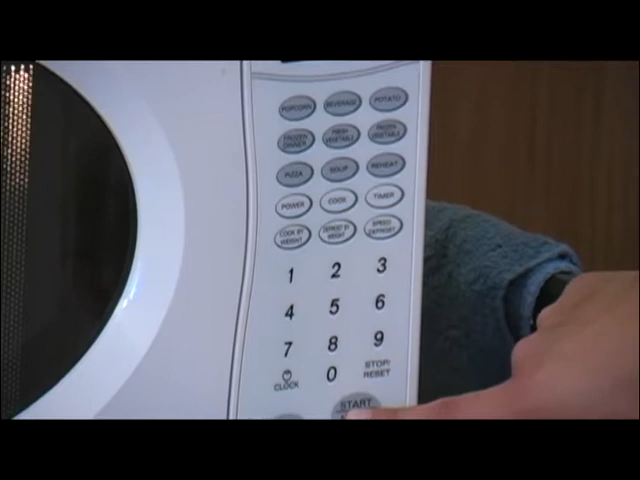 POPCORN BEVERAGE POTATO
FROZEN DINNER FRESH VEGETABLE FROZEN VEGETABLE
PIZZA SOUP REHEAT
POWER COOK TIMER
COOK BY WEIGHT DEFROST BY WEIGHT SPEED DEFROST
1 2 3
4 5 6
7 8 9
CLOCK 0 STOP/RESET
START